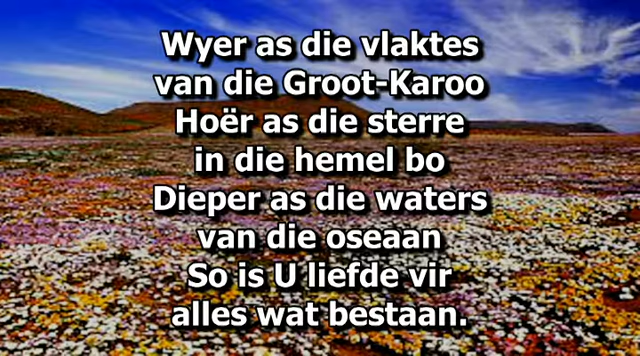 Wyer as die vlaktes
van die Groot-Karoo
Hoër as die sterre
in die hemel bo
Dieper as die waters
van die oseaan
So is U liefde vir
alles wat bestaan.